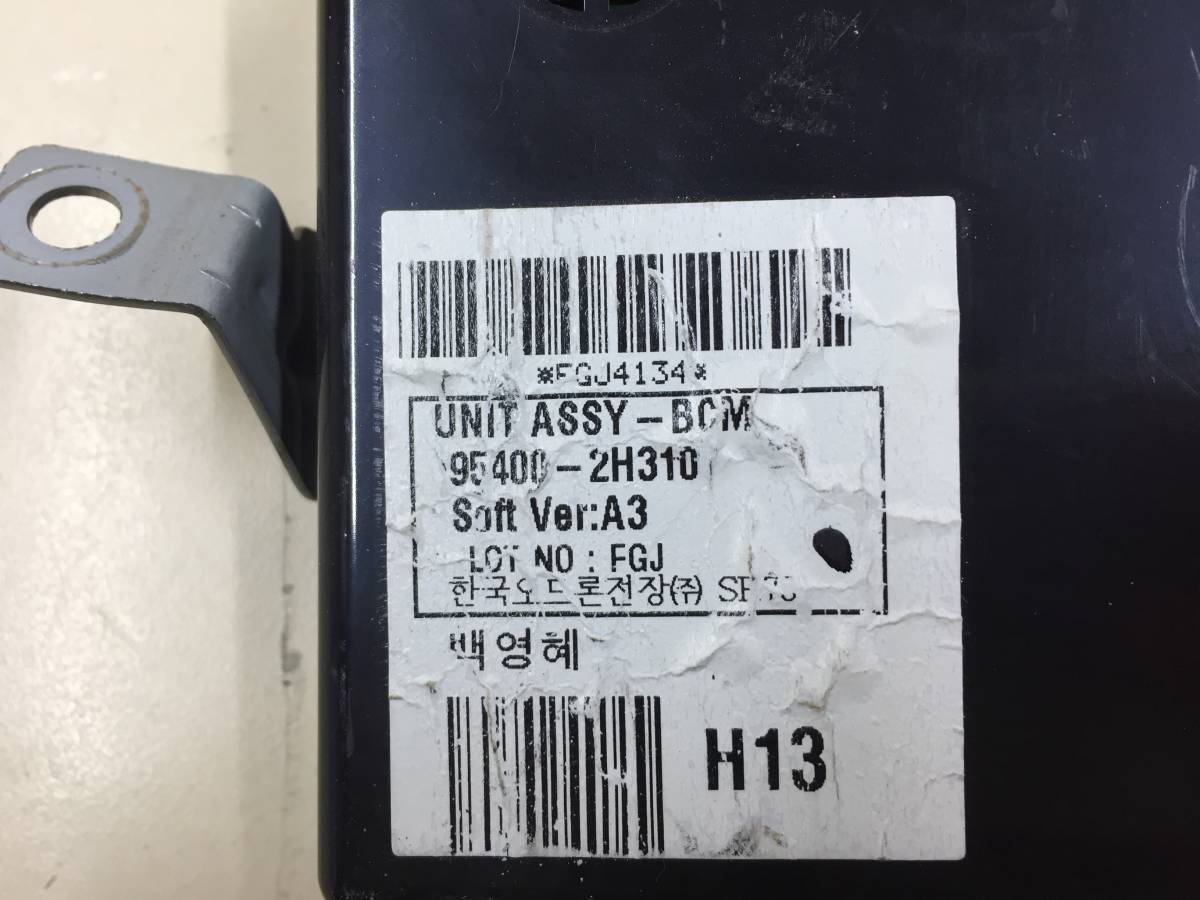 *FGJ4134*
UNIT ASSY-BCM
95400-2H310
Soft Ver:A3
LOT NO : FGJ
한국오드론전장(주)
백영혜
H13